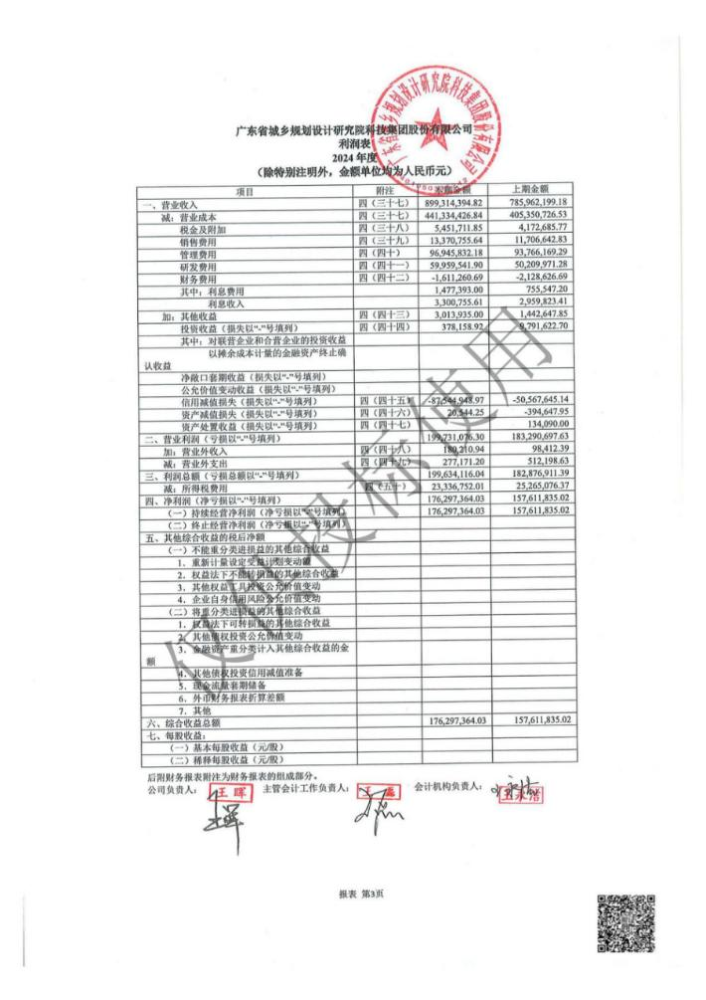 广东省城乡规划设计研究院科技集团股份有限公司
利润表
2024 年度
（除特别注明外，金额单位均为人民币元）
项目 附注 本期金额 上期金额
一、营业收入 四（三十七） 899,314,394.82 785,962,199.18
减：营业成本 四（三十七） 441,334,426.84 405,350,726.53
税金及附加 四（三十八） 5,451,711.85 4,172,685.77
销售费用 四（三十九） 13,370,755.64 11,706,642.83
管理费用 四（四十） 96,945,832.18 93,766,169.29
研发费用 四（四十一） 59,959,541.90 50,209,971.28
财务费用 四（四十二） -1,611,260.69 -2,128,626.69
其中：利息费用 1,477,393.00 755,547.20
利息收入 3,300,755.61 2,959,823.41
加：其他收益 四（四十三） 3,013,935.00 1,442,647.85
投资收益（损失以“-”号填列） 四（四十四） 378,158.92 9,791,622.70
其中：对联营企业和合营企业的投资收益
以摊余成本计量的金融资产终止确
认收益
净敞口套期收益（损失以“-”号填列）
公允价值变动收益（损失以“-”号填列）
信用减值损失（损失以“-”号填列） 四（四十五） -87,544,948.97 -50,567,645.14
资产减值损失（损失以“-”号填列） 四（四十六） 20,544.25 -394,647.95
资产处置收益（损失以“-”号填列） 四（四十七） 134,090.00
二、营业利润（亏损以“-”号填列） 199,731,076.30 183,290,697.63
加：营业外收入 四（四十八） 180,210.94 98,412.39
减：营业外支出 四（四十九） 277,171.20 512,198.63
三、利润总额（亏损总额以“-”号填列） 199,634,116.04 182,876,911.39
减：所得税费用 四（五十） 23,336,752.01 25,265,076.37
四、净利润（净亏损以“-”号填列） 176,297,364.03 157,611,835.02
（一）持续经营净利润（净亏损以“-”号填列） 176,297,364.03 157,611,835.02
（二）终止经营净利润（净亏损以“-”号填列）
五、其他综合收益的税后净额
（一）不能重分类进损益的其他综合收益
1．重新计量设定受益计划变动额
2．权益法下不能转损益的其他综合收益
3．其他权益工具投资公允价值变动
4．企业自身信用风险公允价值变动
（二）将重分类进损益的其他综合收益
1．权益法下可转损益的其他综合收益
2．其他债权投资公允价值变动
3．金融资产重分类计入其他综合收益的金
额
4．其他债权投资信用减值准备
5．现金流量套期储备
6．外币财务报表折算差额
7．其他
六、综合收益总额 176,297,364.03 157,611,835.02
七、每股收益：
（一）基本每股收益（元/股）
（二）稀释每股收益（元/股）
后附财务报表附注为财务报表的组成部分。
公司负责人： 王晖 主管会计工作负责人： 王磊 会计机构负责人：
报表 第3页
仅供投标使用